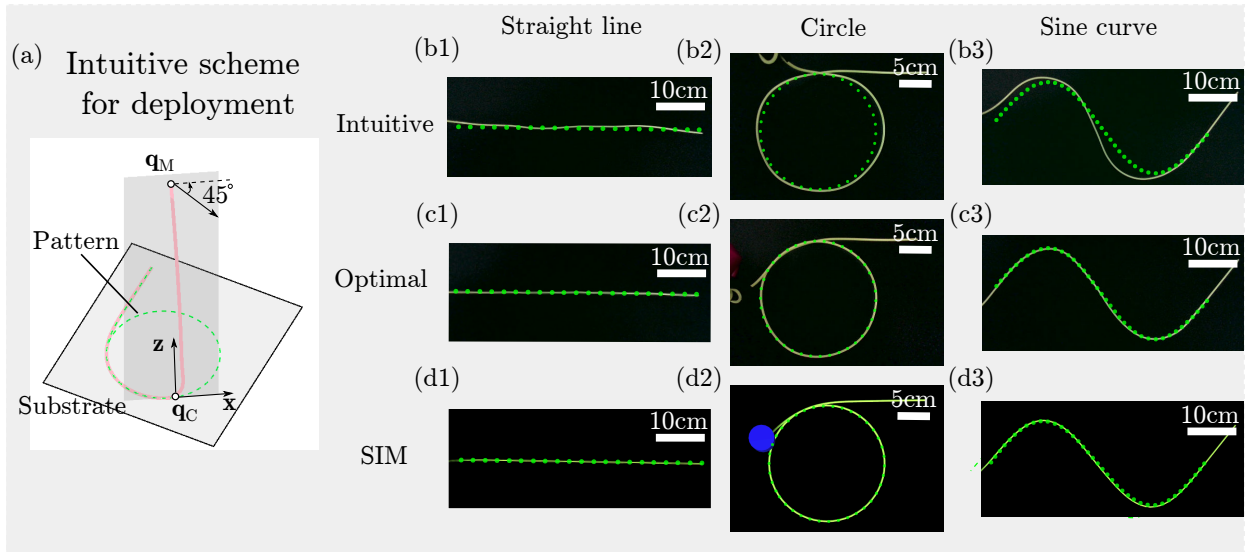 (a)
Intuitive scheme
for deployment
q_M
45°
Pattern
z
Substrate
q_C
x
Straight line
Circle
Sine curve
(b1)
(b2)
(b3)
Intuitive
10cm
5cm
10cm
(c1)
(c2)
(c3)
Optimal
10cm
5cm
10cm
(d1)
(d2)
(d3)
SIM
10cm
5cm
10cm